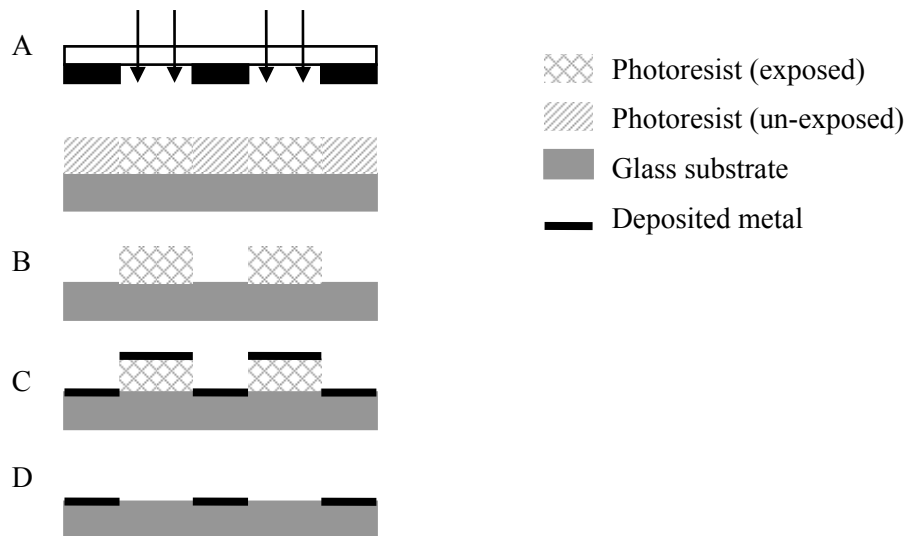 A
Photoresist (exposed)
Photoresist (un-exposed)
Glass substrate
Deposited metal
B
C
D